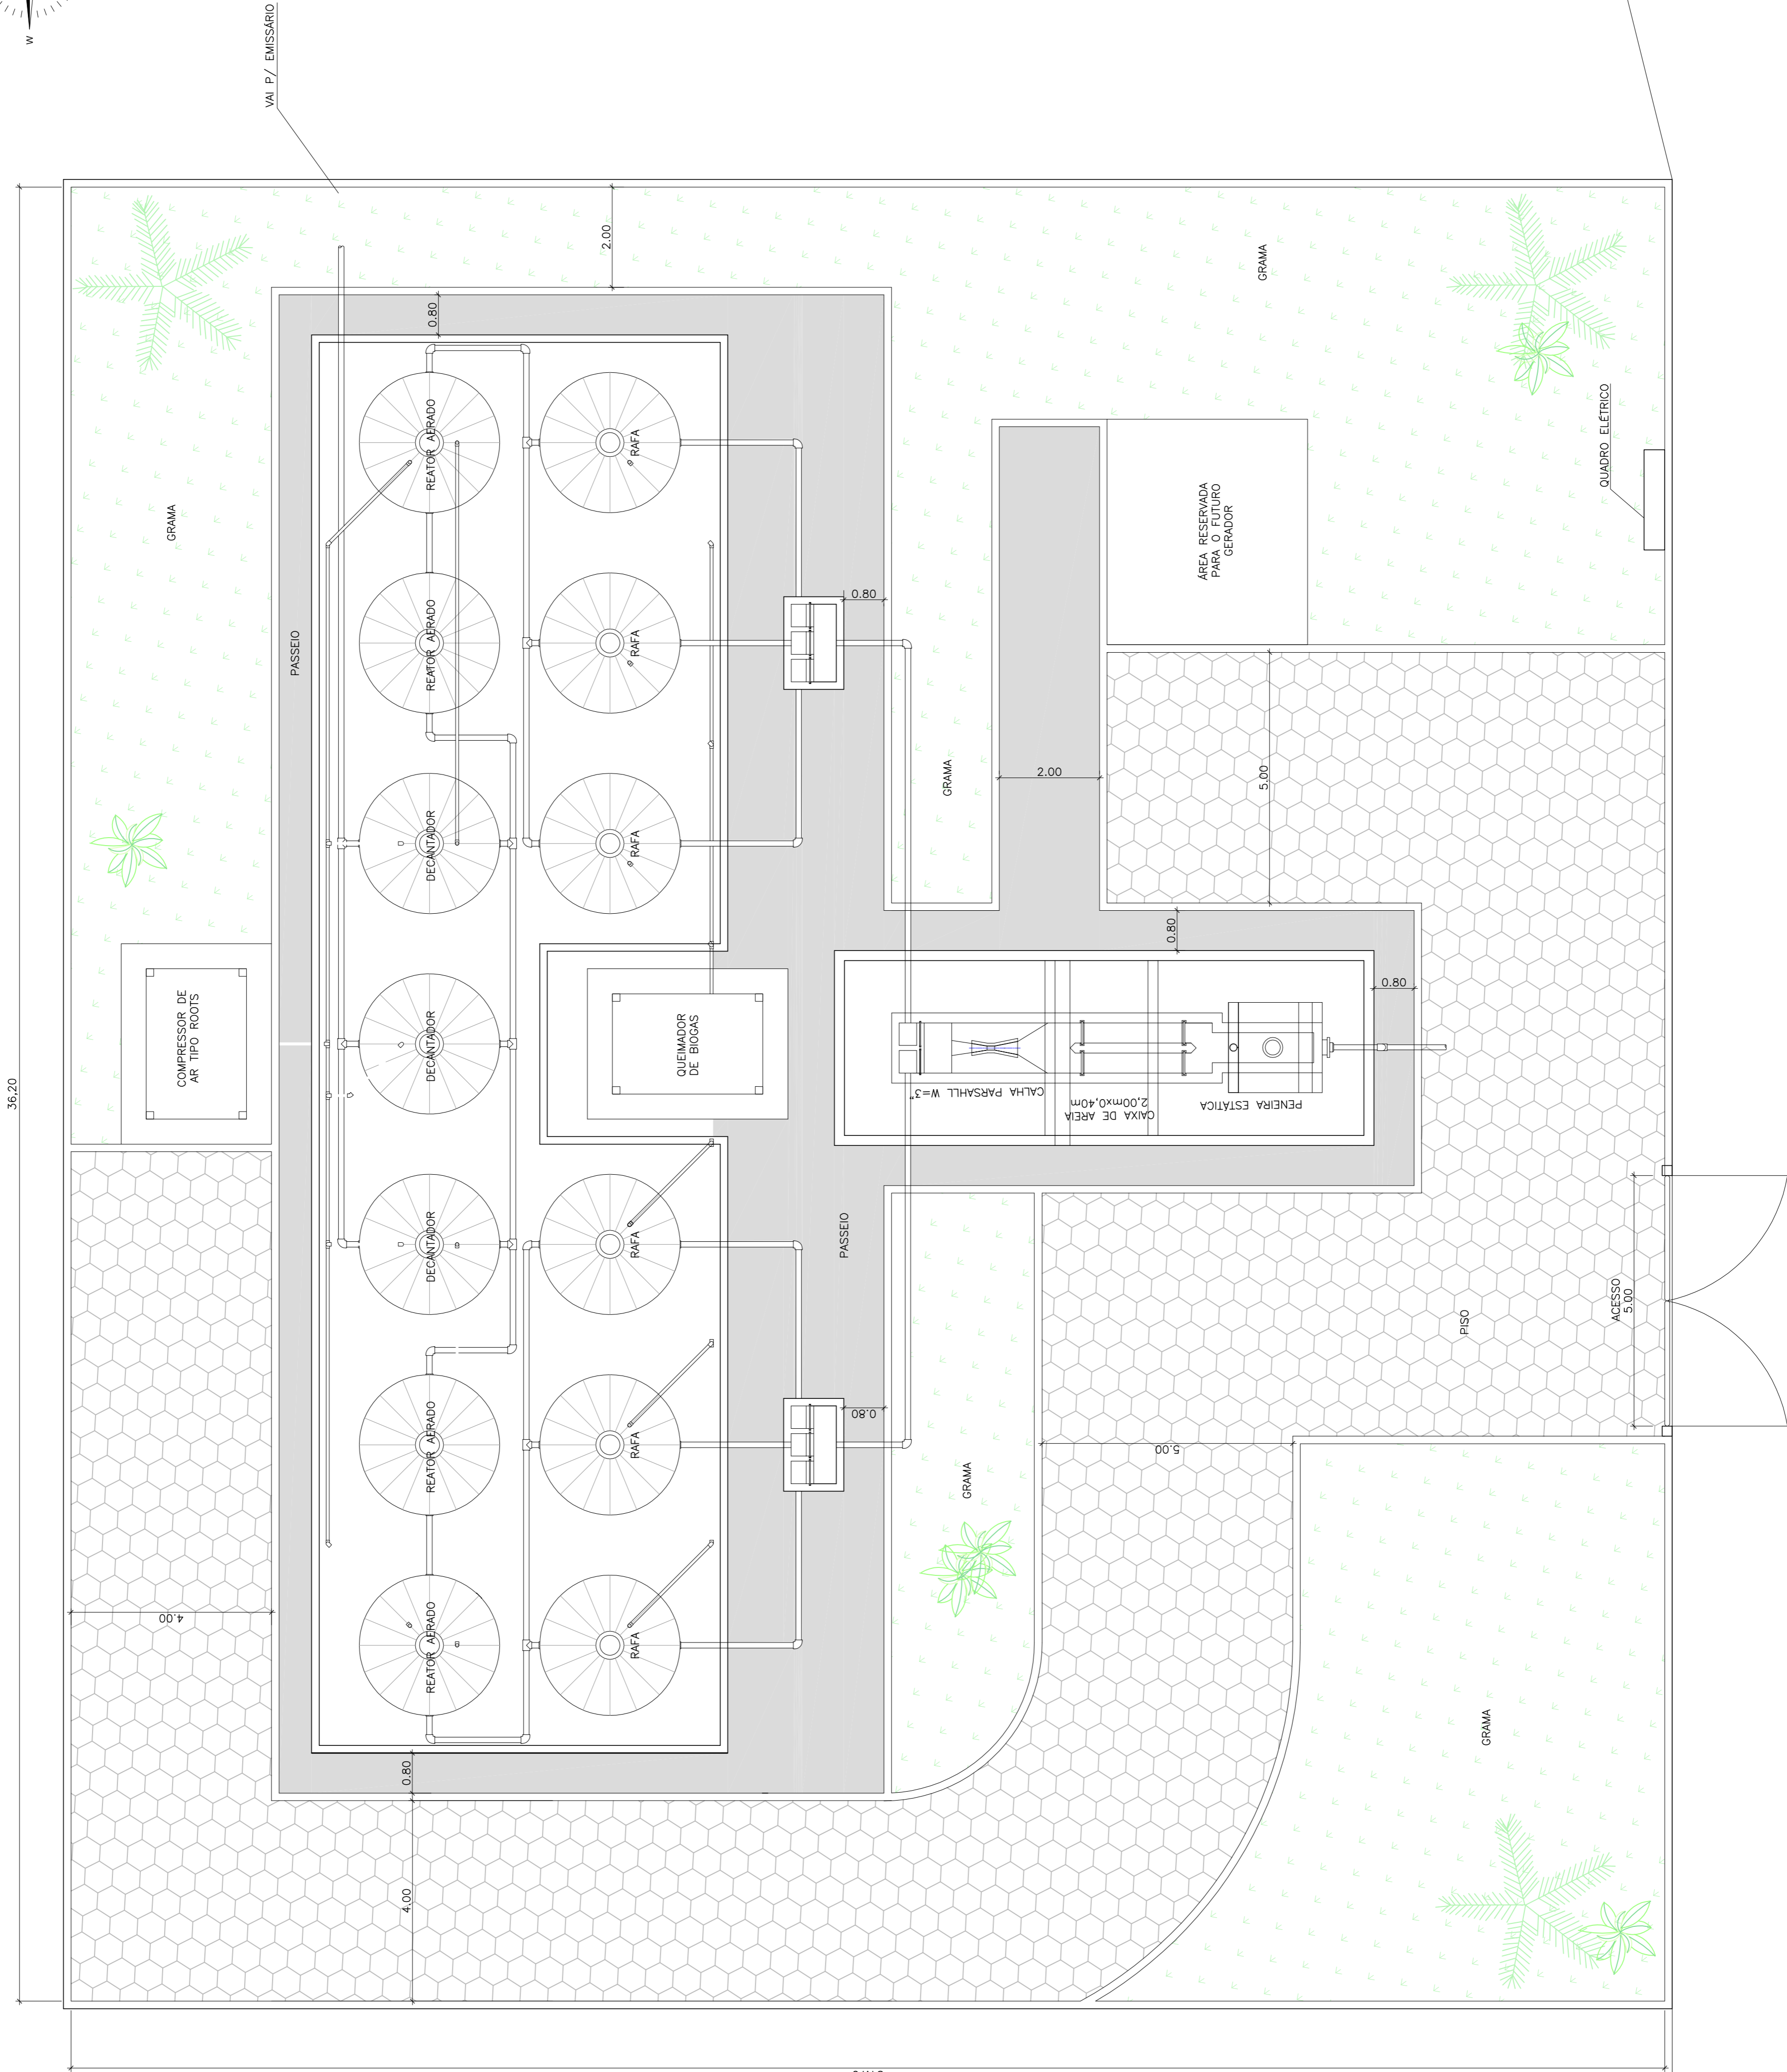 W
VAI P/ EMISSÁRIO
36,20
2.00
GRAMA
GRAMA
0.80
REATOR AERADO
RAFA
QUADRO ELÉTRICO
ÁREA RESERVADA
PARA O FUTURO
GERADOR
PASSEIO
REATOR AERADO
RAFA
0.80
GRAMA
2.00
5.00
DECANTADOR
RAFA
0.80
0.80
COMPRESSOR DE
AR TIPO ROOTS
DECANTADOR
QUEIMADOR
DE BIOGAS
CALHA PARSAHLL W=3"
CAIXA DE AREIA
2,00mx0,40m
PENEIRA ESTÁTICA
DECANTADOR
RAFA
PASSEIO
PISO
ACESSO
5.00
REATOR AERADO
RAFA
0.80
GRAMA
5.00
4.00
REATOR AERADO
RAFA
GRAMA
0.80
4.00